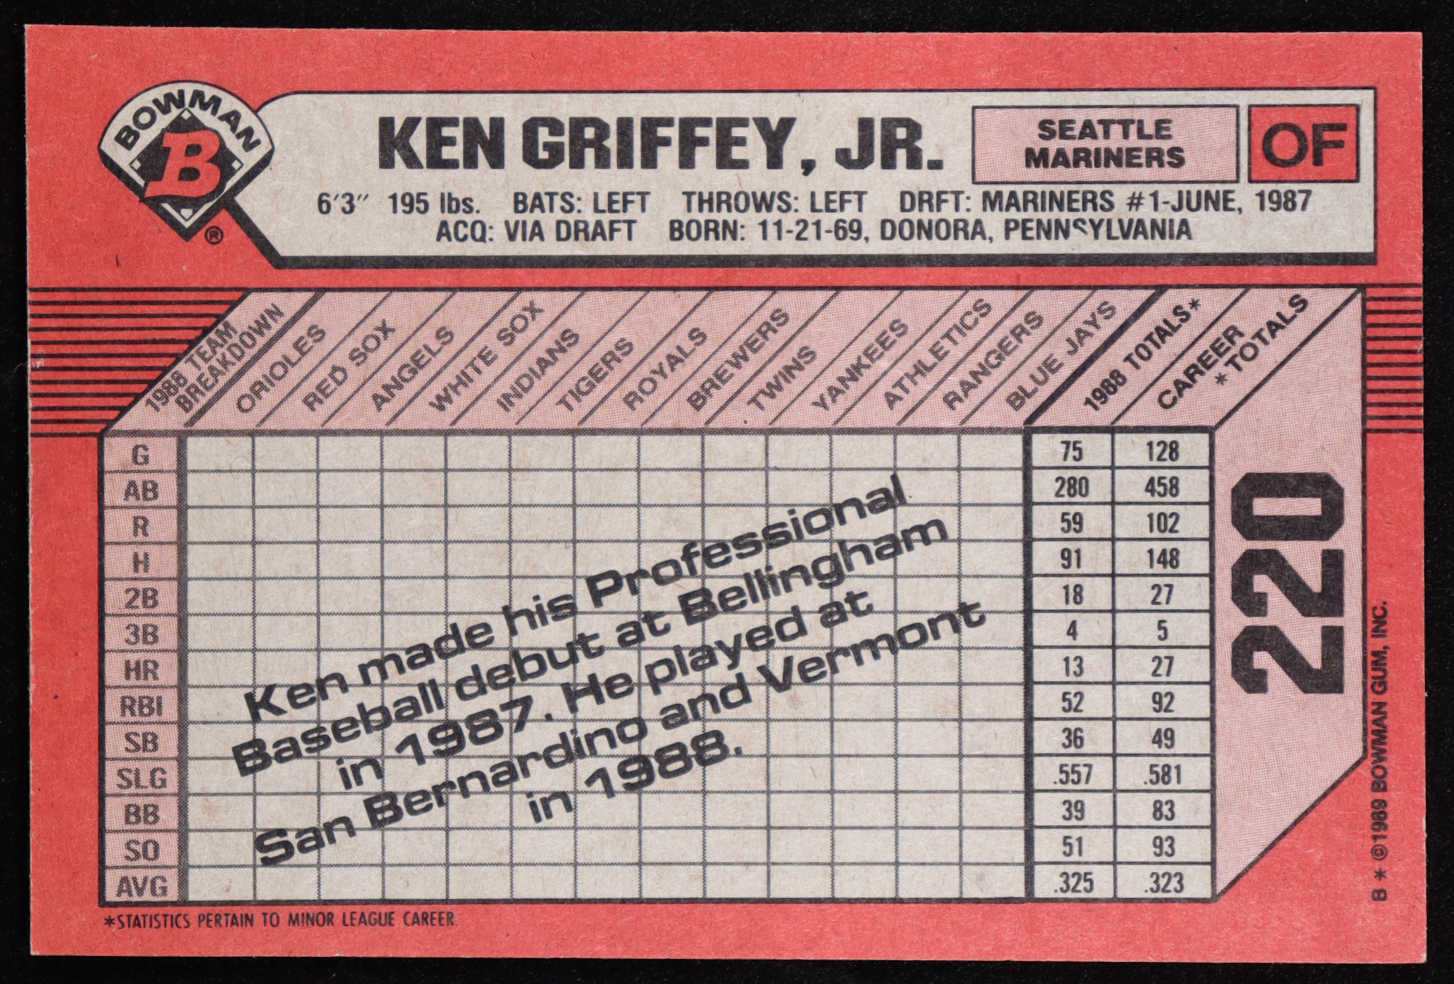 BOWMAN
B
®
KEN GRIFFEY, JR.
SEATTLE
MARINERS
OF
6'3" 195 lbs. BATS: LEFT THROWS: LEFT DRFT: MARINERS #1-JUNE, 1987
ACQ: VIA DRAFT BORN: 11-21-69, DONORA, PENNSYLVANIA
1988 TEAM
BREAKDOWN
ORIOLES
RED SOX
ANGELS
WHITE SOX
INDIANS
TIGERS
ROYALS
BREWERS
TWINS
YANKEES
ATHLETICS
RANGERS
BLUE JAYS
1988 TOTALS*
CAREER
*TOTALS
G 75 128
AB 280 458
R 59 102
H 91 148
2B 18 27
3B 4 5
HR 13 27
RBI 52 92
SB 36 49
SLG .557 .581
BB 39 83
SO 51 93
AVG .325 .323
Ken made his Professional
Baseball debut at Bellingham
in 1987. He played at
San Bernardino and Vermont
in 1988.
220
*STATISTICS PERTAIN TO MINOR LEAGUE CAREER.
B * ©1989 BOWMAN GUM, INC.